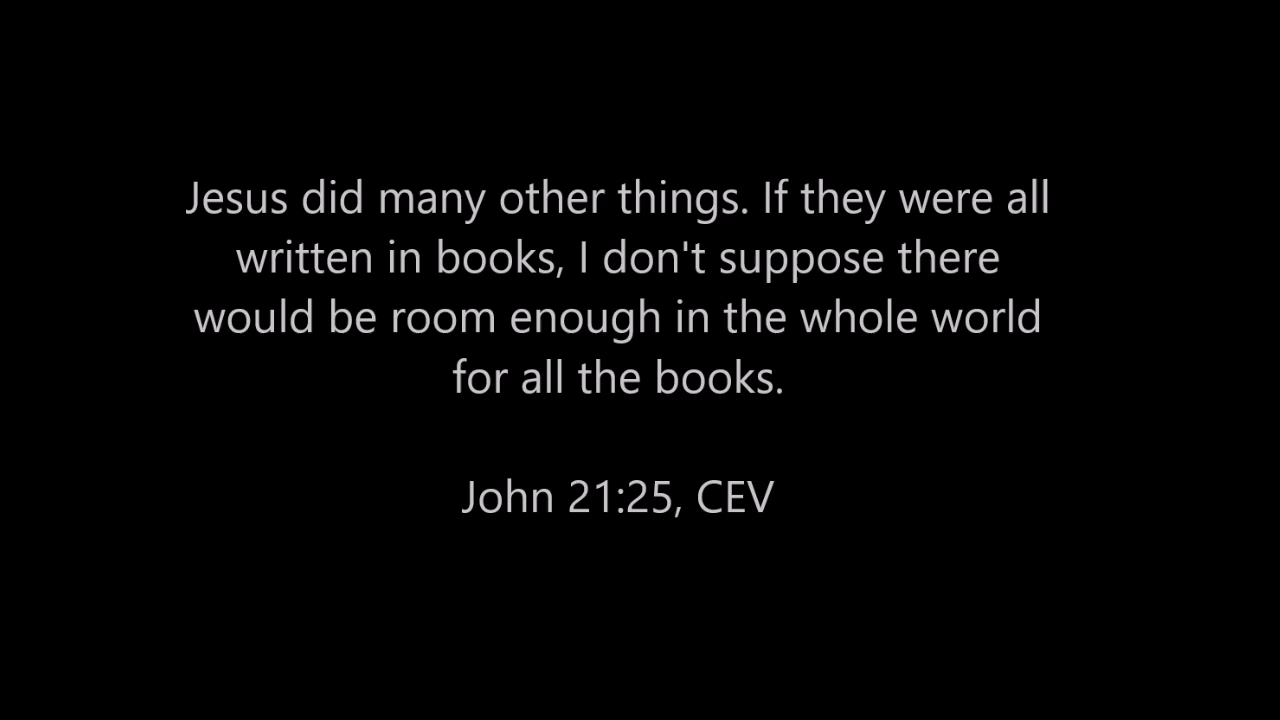 Jesus did many other things. If they were all
written in books, I don't suppose there
would be room enough in the whole world
for all the books.
John 21:25, CEV